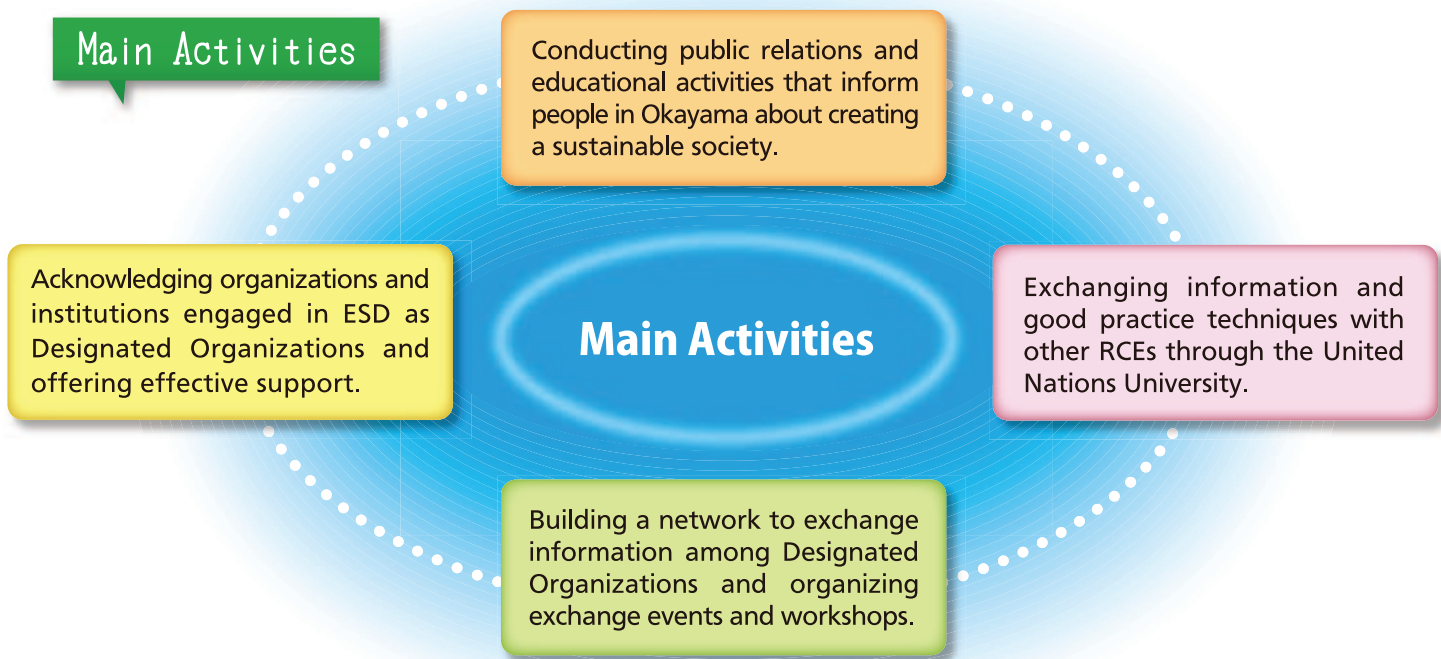 Main Activities
Conducting public relations and
educational activities that inform
people in Okayama about creating
a sustainable society.
Acknowledging organizations and
institutions engaged in ESD as
Designated Organizations and
offering effective support.
Main Activities
Exchanging information and
good practice techniques with
other RCEs through the United
Nations University.
Building a network to exchange
information among Designated
Organizations and organizing
exchange events and workshops.